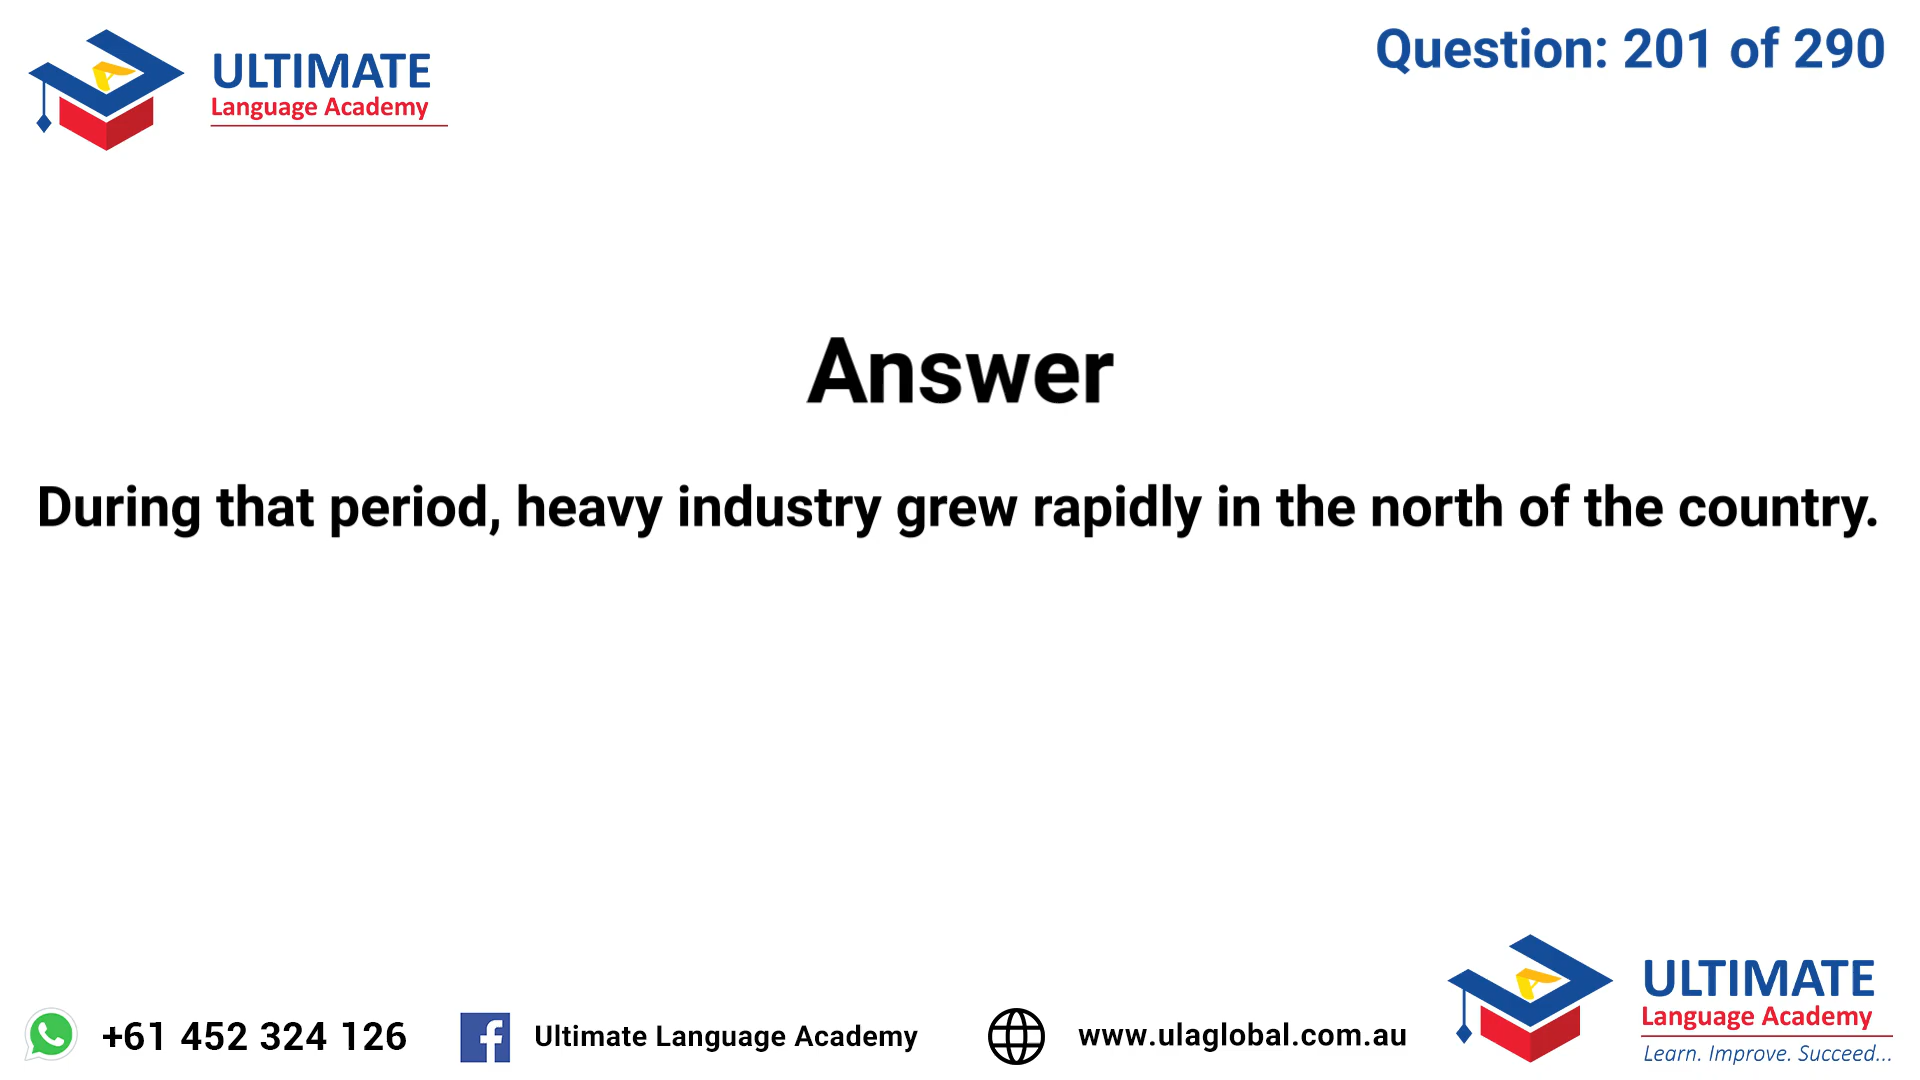 ULTIMATE
Language Academy
Question: 201 of 290
Answer
During that period, heavy industry grew rapidly in the north of the country.
+61 452 324 126
Ultimate Language Academy
www.ulaglobal.com.au
ULTIMATE
Language Academy
Learn. Improve. Succeed...